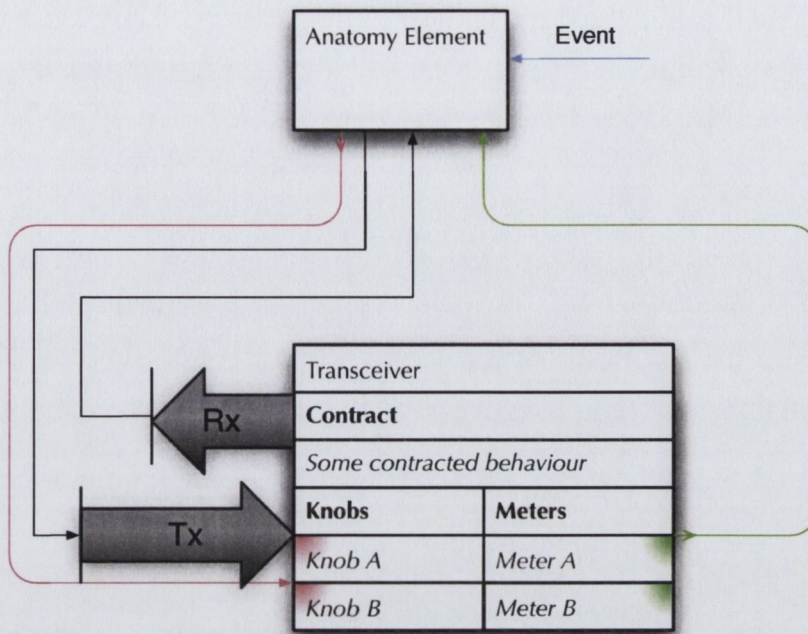 Anatomy Element
Event
Transceiver
Rx
Contract
Some contracted behaviour
Knobs Meters
Tx
Knob A Meter A
Knob B Meter B